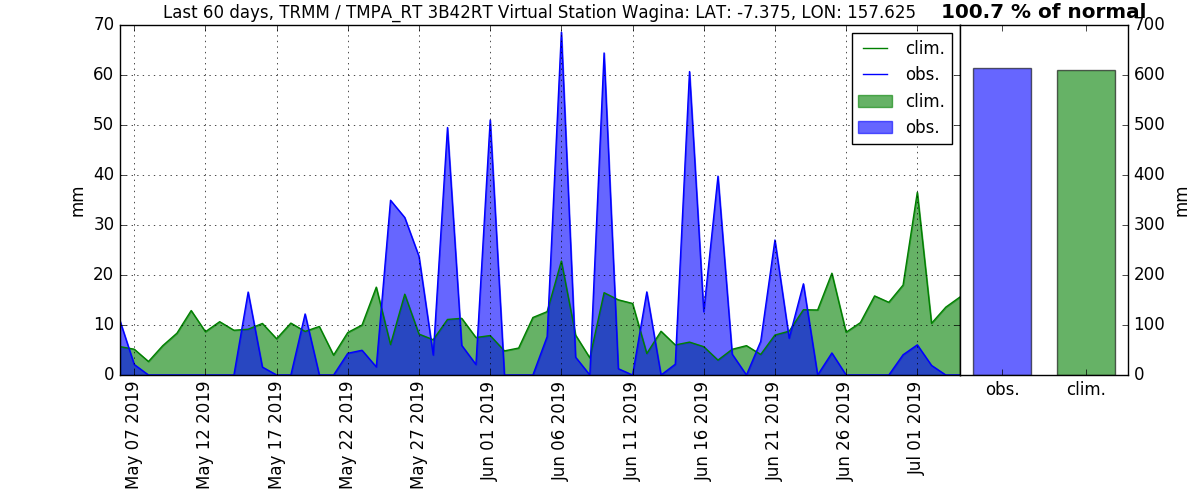 Last 60 days, TRMM / TMPA_RT 3B42RT Virtual Station Wagina: LAT: -7.375, LON: 157.625
100.7 % of normal
70
60
50
40
30
20
10
0
mm
clim.
obs.
clim.
obs.
700
600
500
400
300
200
100
0
mm
obs.
clim.
May 07 2019
May 12 2019
May 17 2019
May 22 2019
May 27 2019
Jun 01 2019
Jun 06 2019
Jun 11 2019
Jun 16 2019
Jun 21 2019
Jun 26 2019
Jul 01 2019